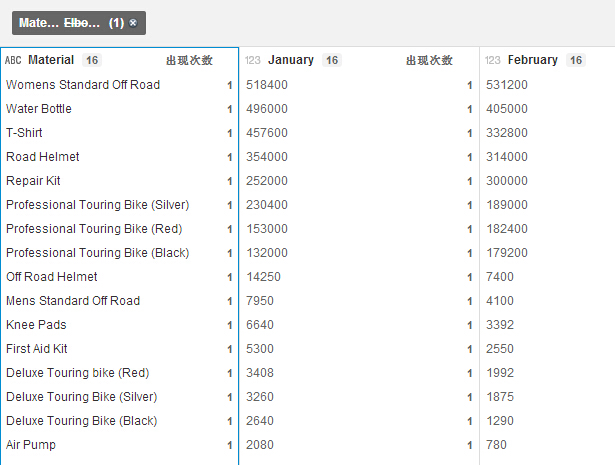 Mate... Elbo... (1) ×
ABC Material 16 出现次数 123 January 16 出现次数 123 February 16
Womens Standard Off Road 1 518400 1 531200
Water Bottle 1 496000 1 405000
T-Shirt 1 457600 1 332800
Road Helmet 1 354000 1 314000
Repair Kit 1 252000 1 300000
Professional Touring Bike (Silver) 1 230400 1 189000
Professional Touring Bike (Red) 1 153000 1 182400
Professional Touring Bike (Black) 1 132000 1 179200
Off Road Helmet 1 14250 1 7400
Mens Standard Off Road 1 7950 1 4100
Knee Pads 1 6640 1 3392
First Aid Kit 1 5300 1 2550
Deluxe Touring bike (Red) 1 3408 1 1992
Deluxe Touring Bike (Silver) 1 3260 1 1875
Deluxe Touring Bike (Black) 1 2640 1 1290
Air Pump 1 2080 1 780